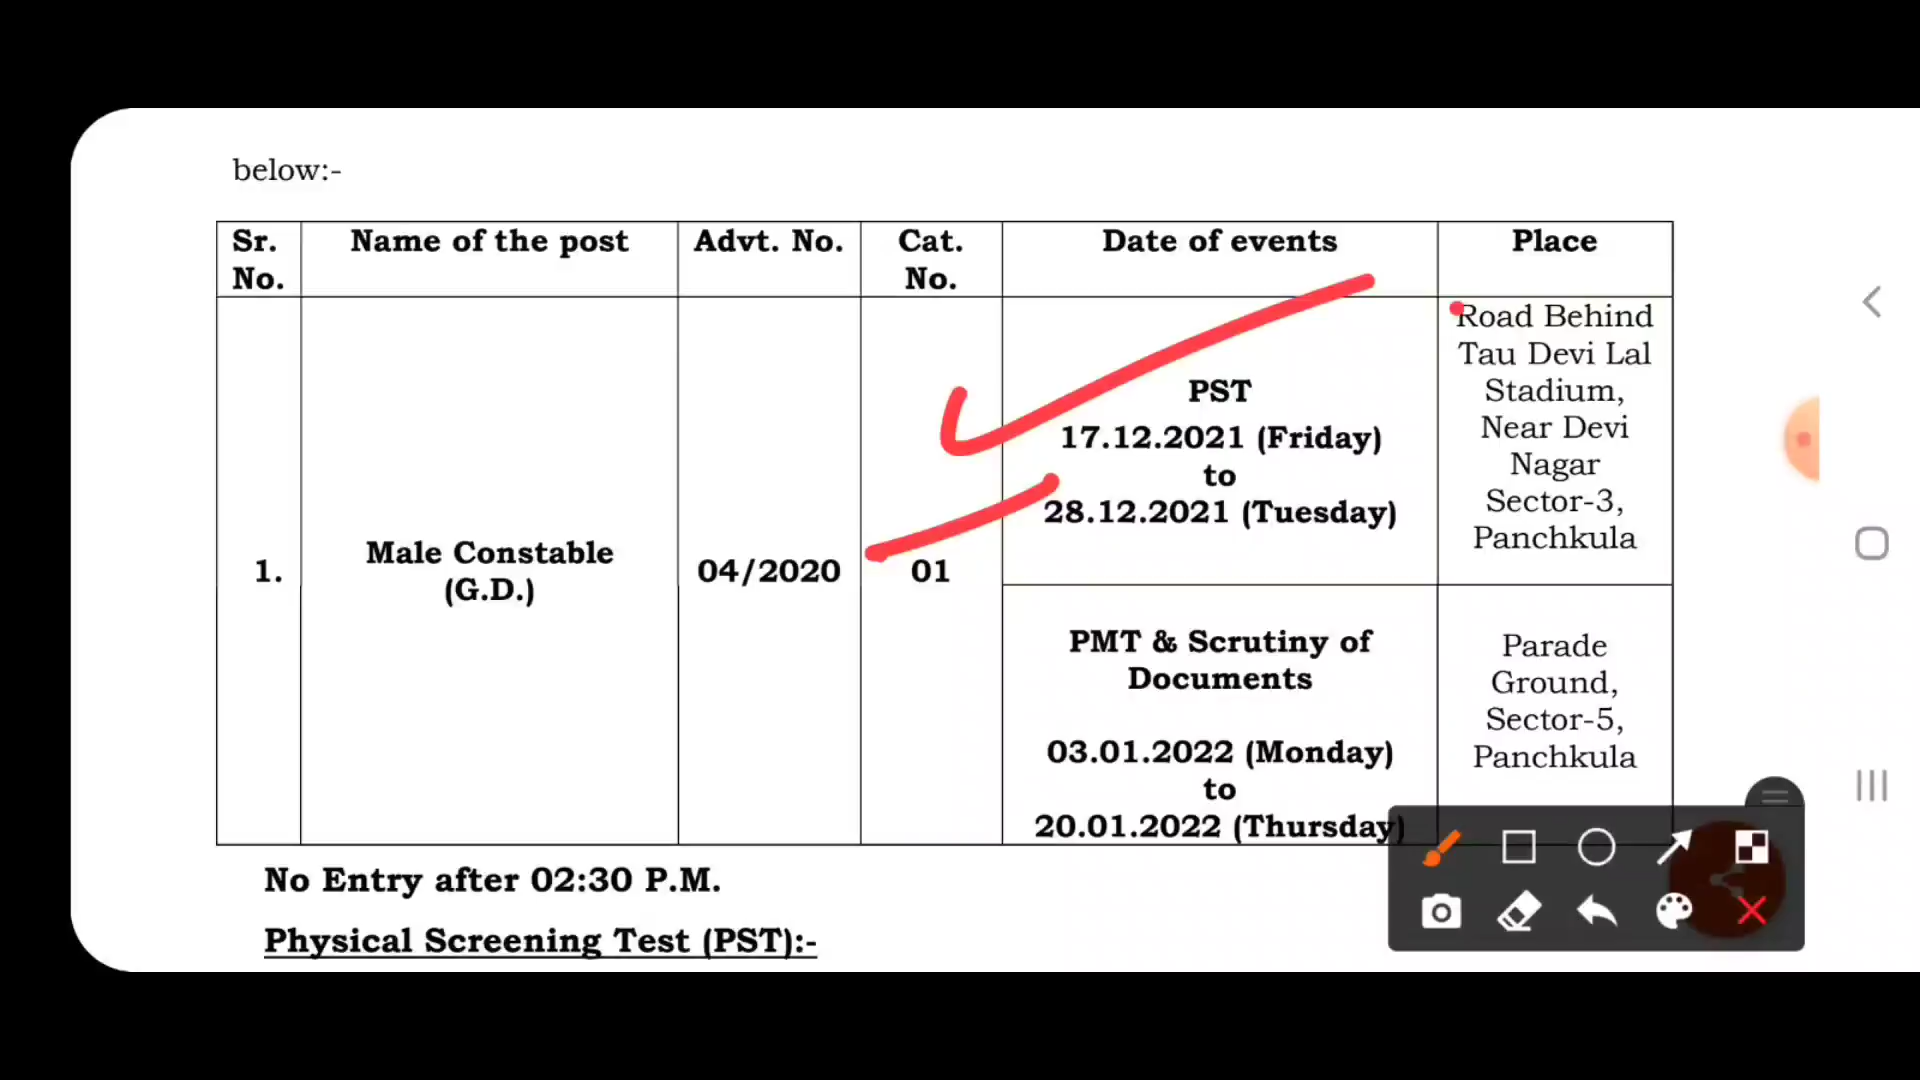 below:-
Sr. No.
Name of the post
Advt. No.
Cat. No.
Date of events
Place
1.
Male Constable
(G.D.)
04/2020
01
PST
17.12.2021 (Friday)
to
28.12.2021 (Tuesday)
Road Behind
Tau Devi Lal
Stadium,
Near Devi
Nagar
Sector-3,
Panchkula
PMT & Scrutiny of
Documents
03.01.2022 (Monday)
to
20.01.2022 (Thursday)
Parade
Ground,
Sector-5,
Panchkula
No Entry after 02:30 P.M.
Physical Screening Test (PST):-